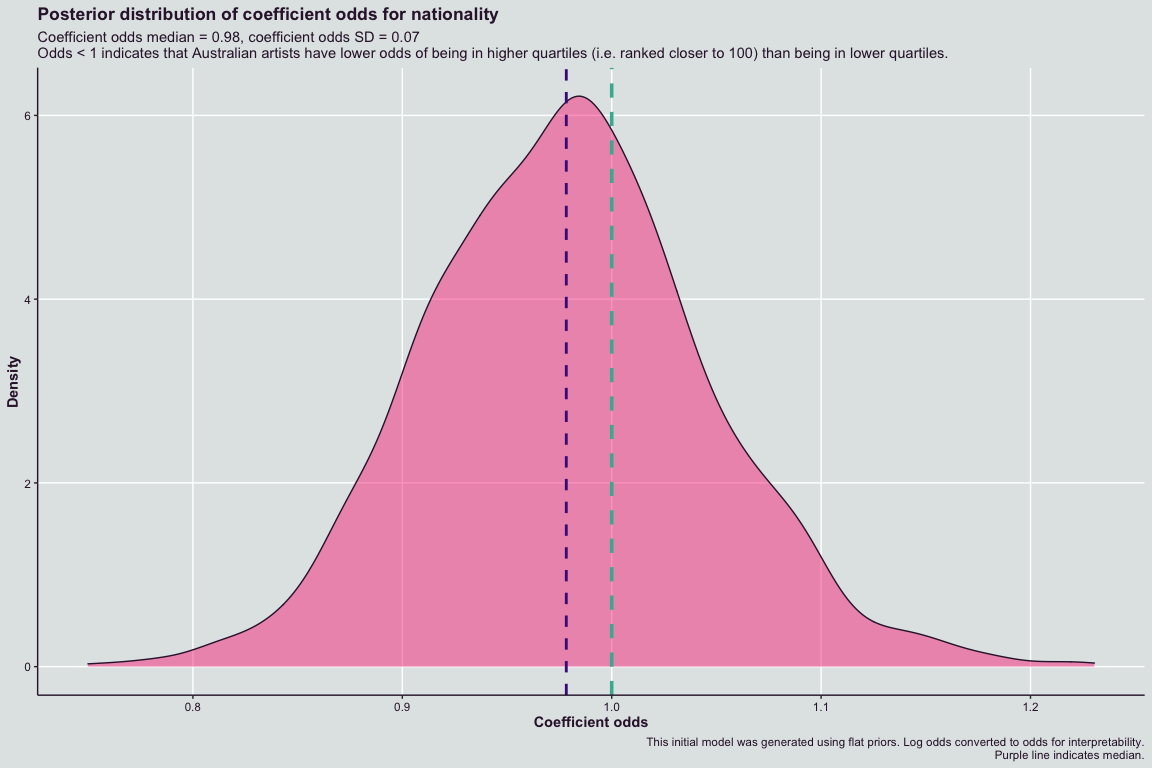 Posterior distribution of coefficient odds for nationality
Coefficient odds median = 0.98, coefficient odds SD = 0.07
Odds < 1 indicates that Australian artists have lower odds of being in higher quartiles (i.e. ranked closer to 100) than being in lower quartiles.
6
4
2
0
Density
0.8
0.9
1.0
1.1
1.2
Coefficient odds
This initial model was generated using flat priors. Log odds converted to odds for interpretability.
Purple line indicates median.